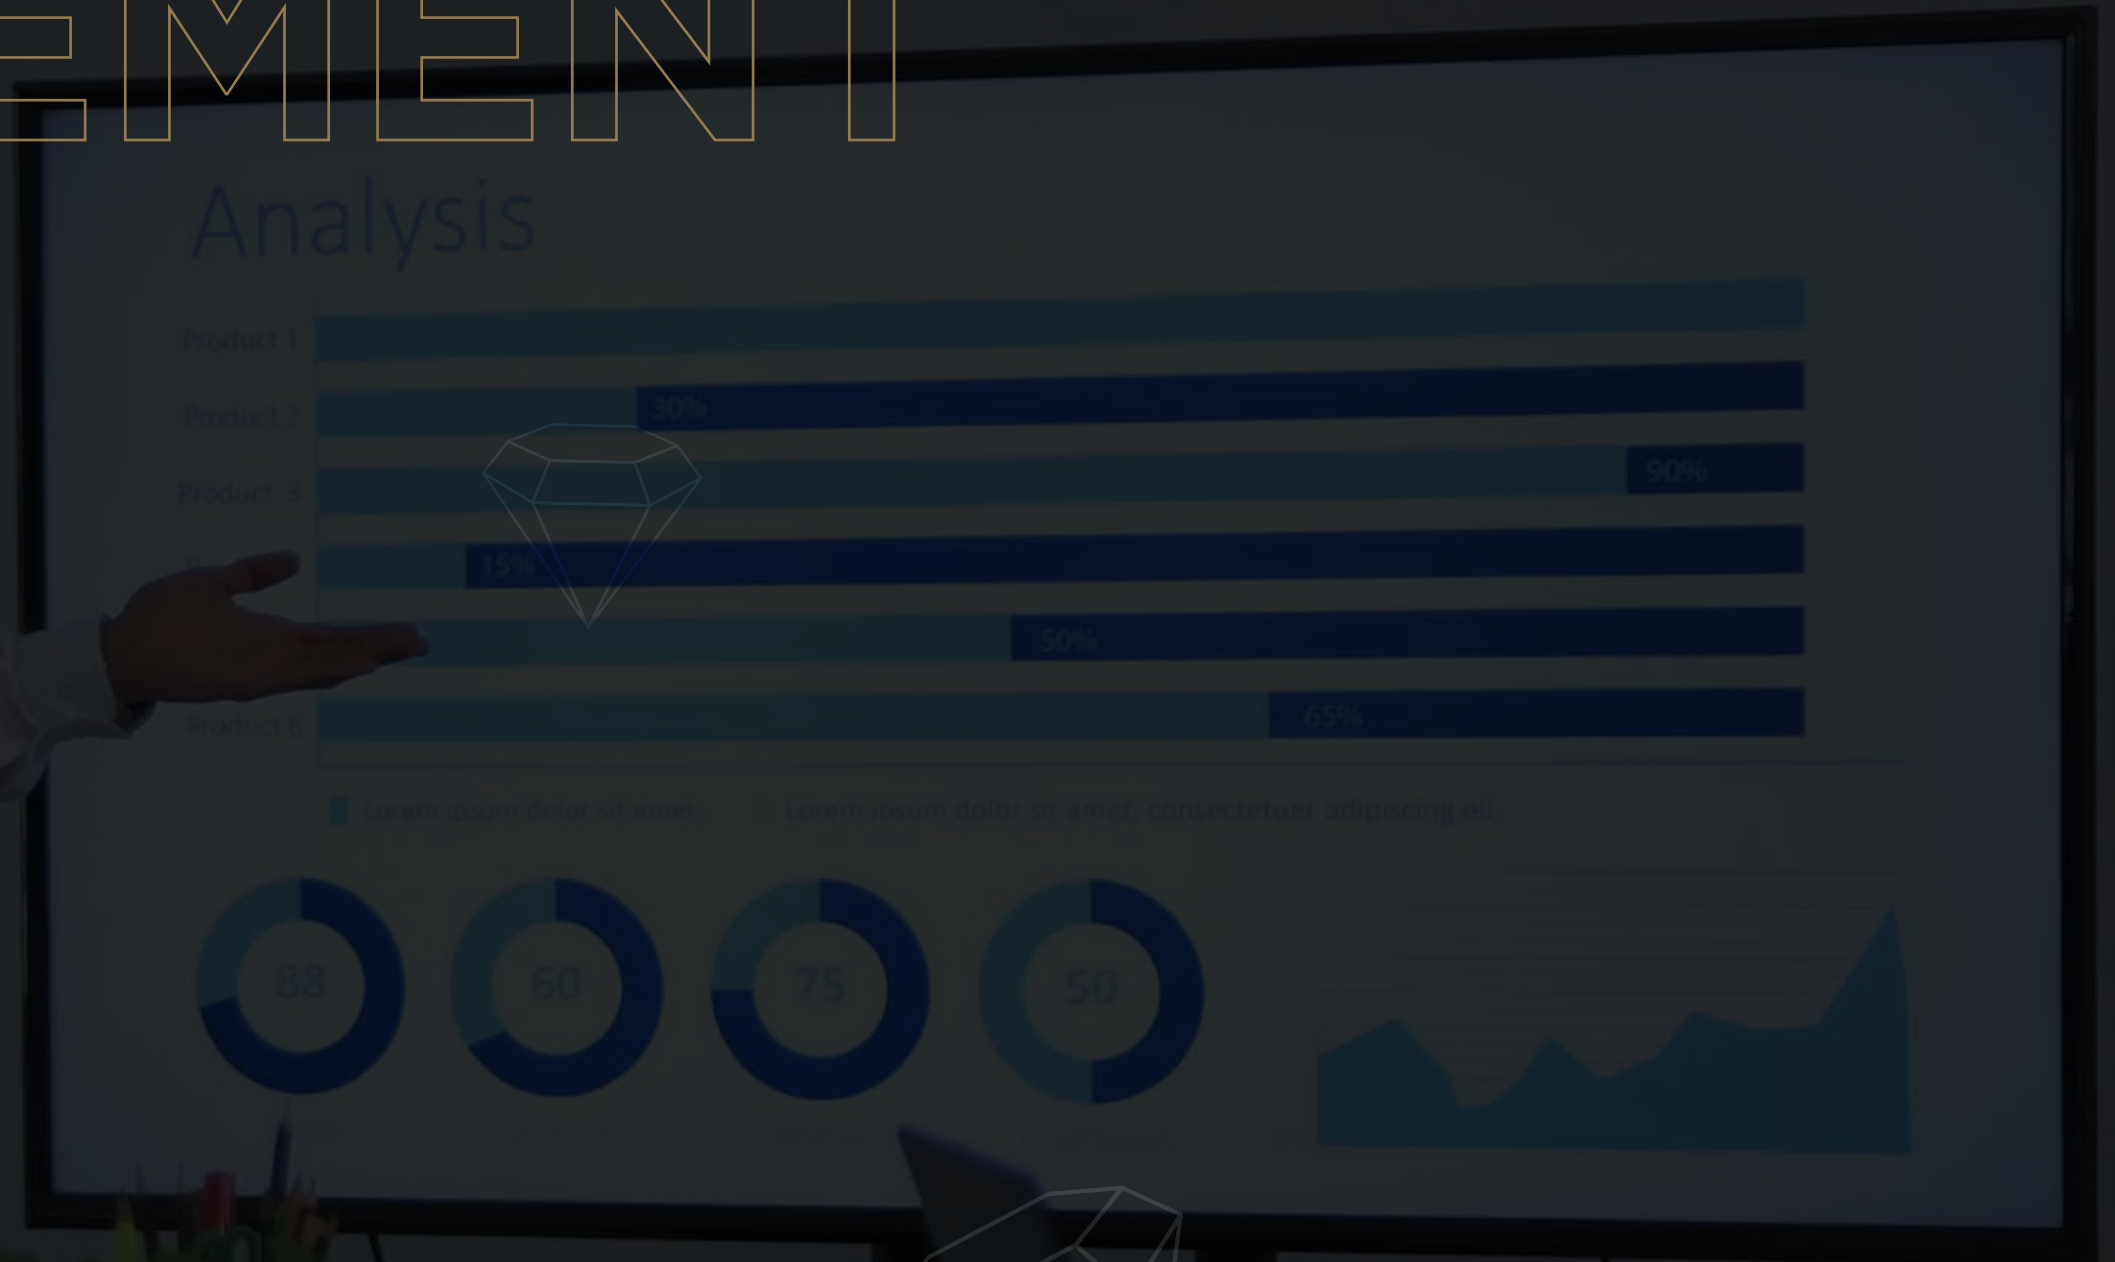 EMENT
Analysis
Product 1
Product 2
30%
Product 3
90%
15%
50%
Product 6
65%
Lorem ipsum dolor sit amet
Lorem ipsum dolor sit amet, consectetuer adipiscing eli.
88
60
75
50